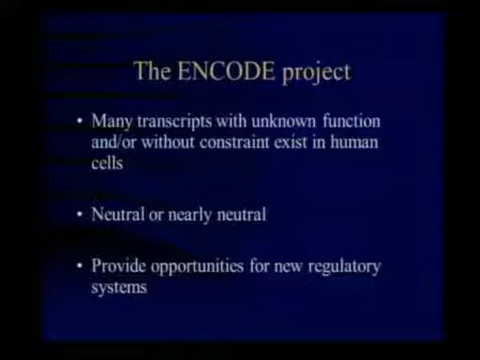 The ENCODE project
• Many transcripts with unknown function
and/or without constraint exist in human
cells
• Neutral or nearly neutral
• Provide opportunities for new regulatory
systems